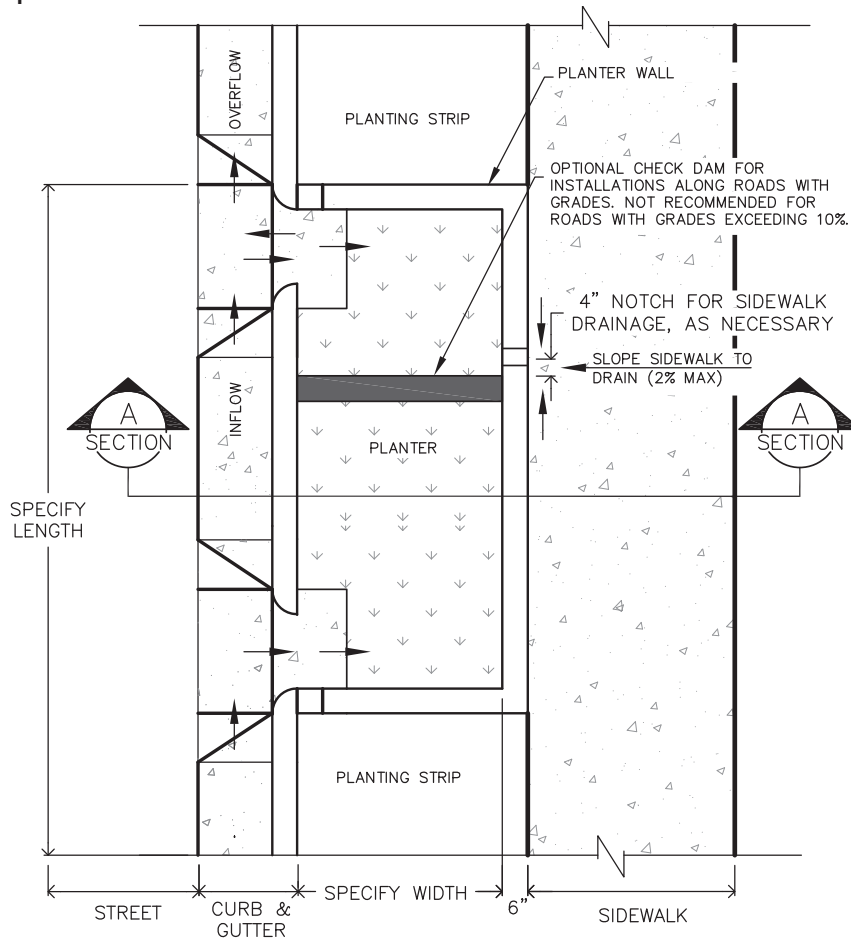 OVERFLOW
PLANTING STRIP
PLANTER WALL
OPTIONAL CHECK DAM FOR
INSTALLATIONS ALONG ROADS WITH
GRADES. NOT RECOMMENDED FOR
ROADS WITH GRADES EXCEEDING 10%.
4" NOTCH FOR SIDEWALK
DRAINAGE, AS NECESSARY
SLOPE SIDEWALK TO
DRAIN (2% MAX)
A
SECTION
INFLOW
PLANTER
A
SECTION
SPECIFY
LENGTH
PLANTING STRIP
STREET
CURB &
GUTTER
SPECIFY WIDTH
6"
SIDEWALK